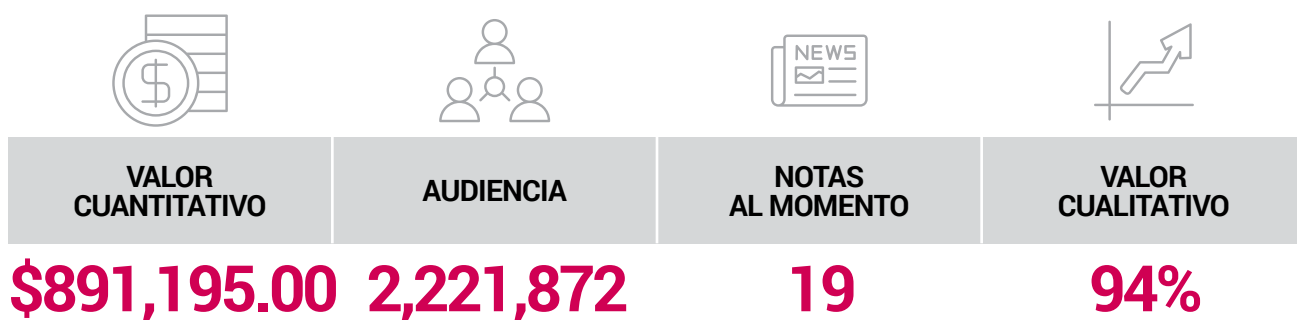 $
NEWS
VALOR
CUANTITATIVO
AUDIENCIA
NOTAS
AL MOMENTO
VALOR
CUALITATIVO
$891,195.00
2,221,872
19
94%